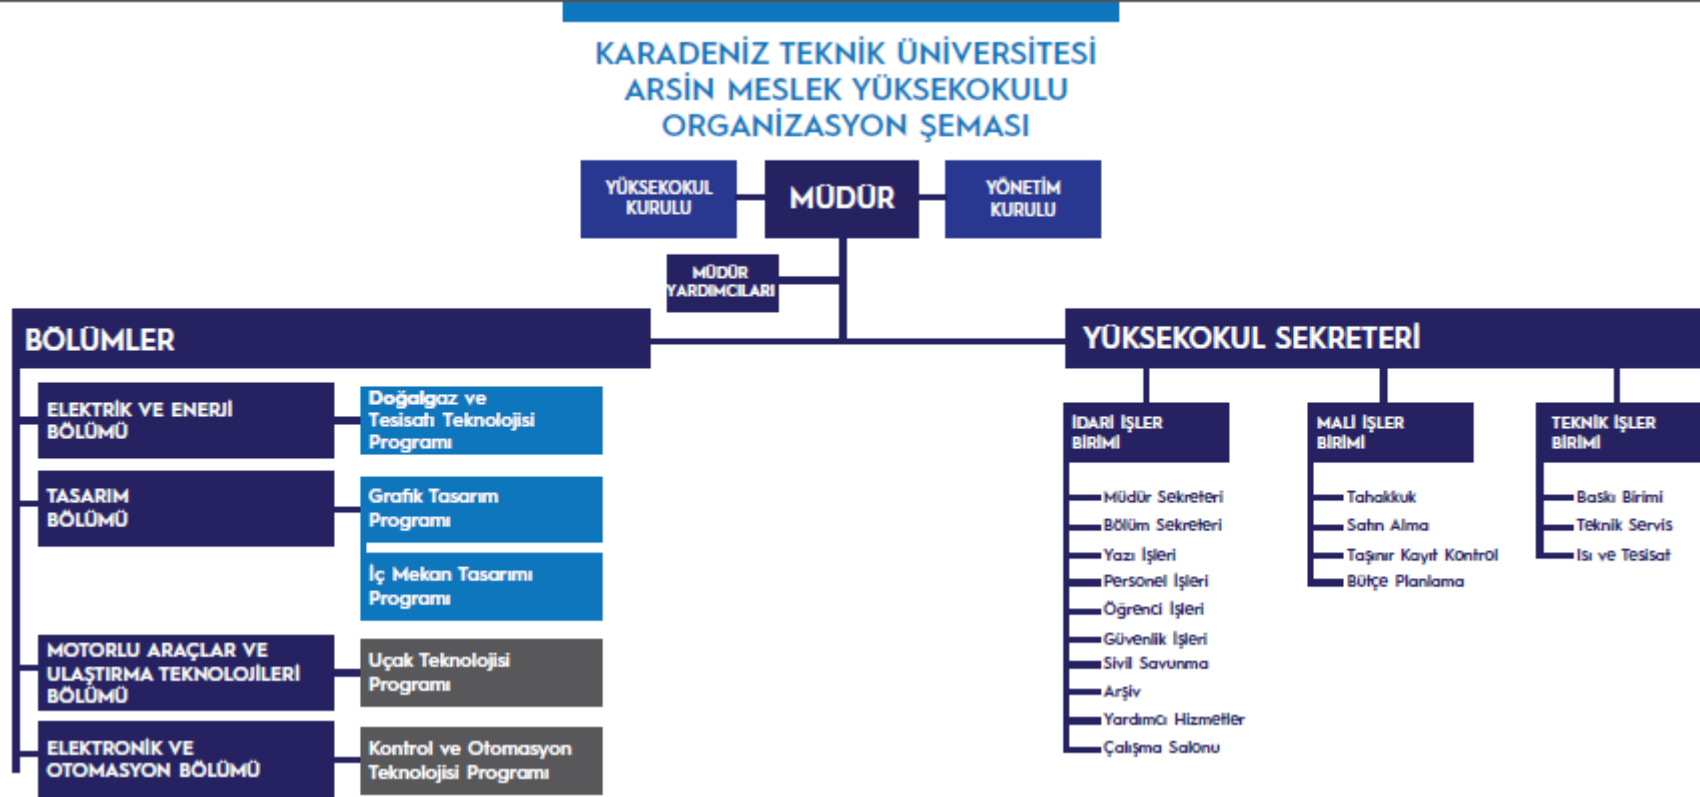 KARADENİZ TEKNİK ÜNİVERSİTESİ
ARSİN MESLEK YÜKSEKOKULU
ORGANİZASYON ŞEMASI
YÜKSEKOKUL
KURULU
MÜDÜR
YÖNETİM
KURULU
MÜDÜR
YARDIMCILARI
BÖLÜMLER
ELEKTRİK VE ENERJİ
BÖLÜMÜ
Doğalgaz ve
Tesisatı Teknolojisi
Programı
TASARIM
BÖLÜMÜ
Grafik Tasarım
Programı
İç Mekan Tasarımı
Programı
MOTORLU ARAÇLAR VE
ULAŞTIRMA TEKNOLOJİLERİ
BÖLÜMÜ
Uçak Teknolojisi
Programı
ELEKTRONİK VE
OTOMASYON BÖLÜMÜ
Kontrol ve Otomasyon
Teknolojisi Programı
YÜKSEKOKUL SEKRETERİ
İDARİ İŞLER
BİRİMİ
Müdür Sekreteri
Bölüm Sekreteri
Yazı İşleri
Personel İşleri
Öğrenci İşleri
Güvenlik İşleri
Sivil Savunma
Arşiv
Yardımcı Hizmetler
Çalışma Salonu
MALİ İŞLER
BİRİMİ
Tahakkuk
Satın Alma
Taşınır Kayıt Kontrol
Bütçe Planlama
TEKNİK İŞLER
BİRİMİ
Baskı Birimi
Teknik Servis
Isı ve Tesisat